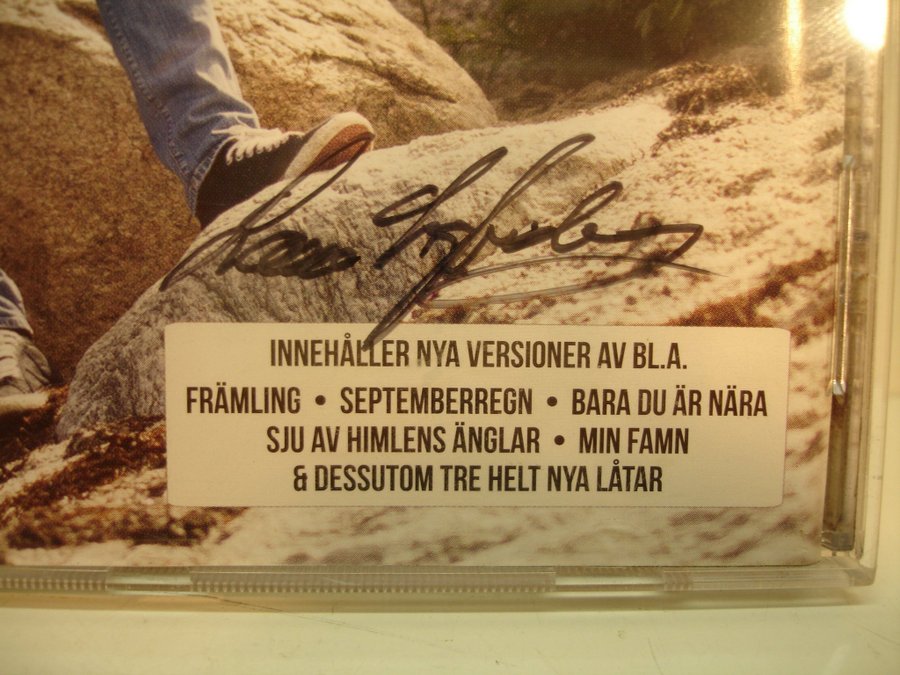 INNEHÅLLER NYA VERSIONER AV BL.A.
FRÄMLING • SEPTEMBERREGN • BARA DU ÄR NÄRA
SJU AV HIMLENS ÄNGLAR • MIN FAMN
& DESSUTOM TRE HELT NYA LÅTAR